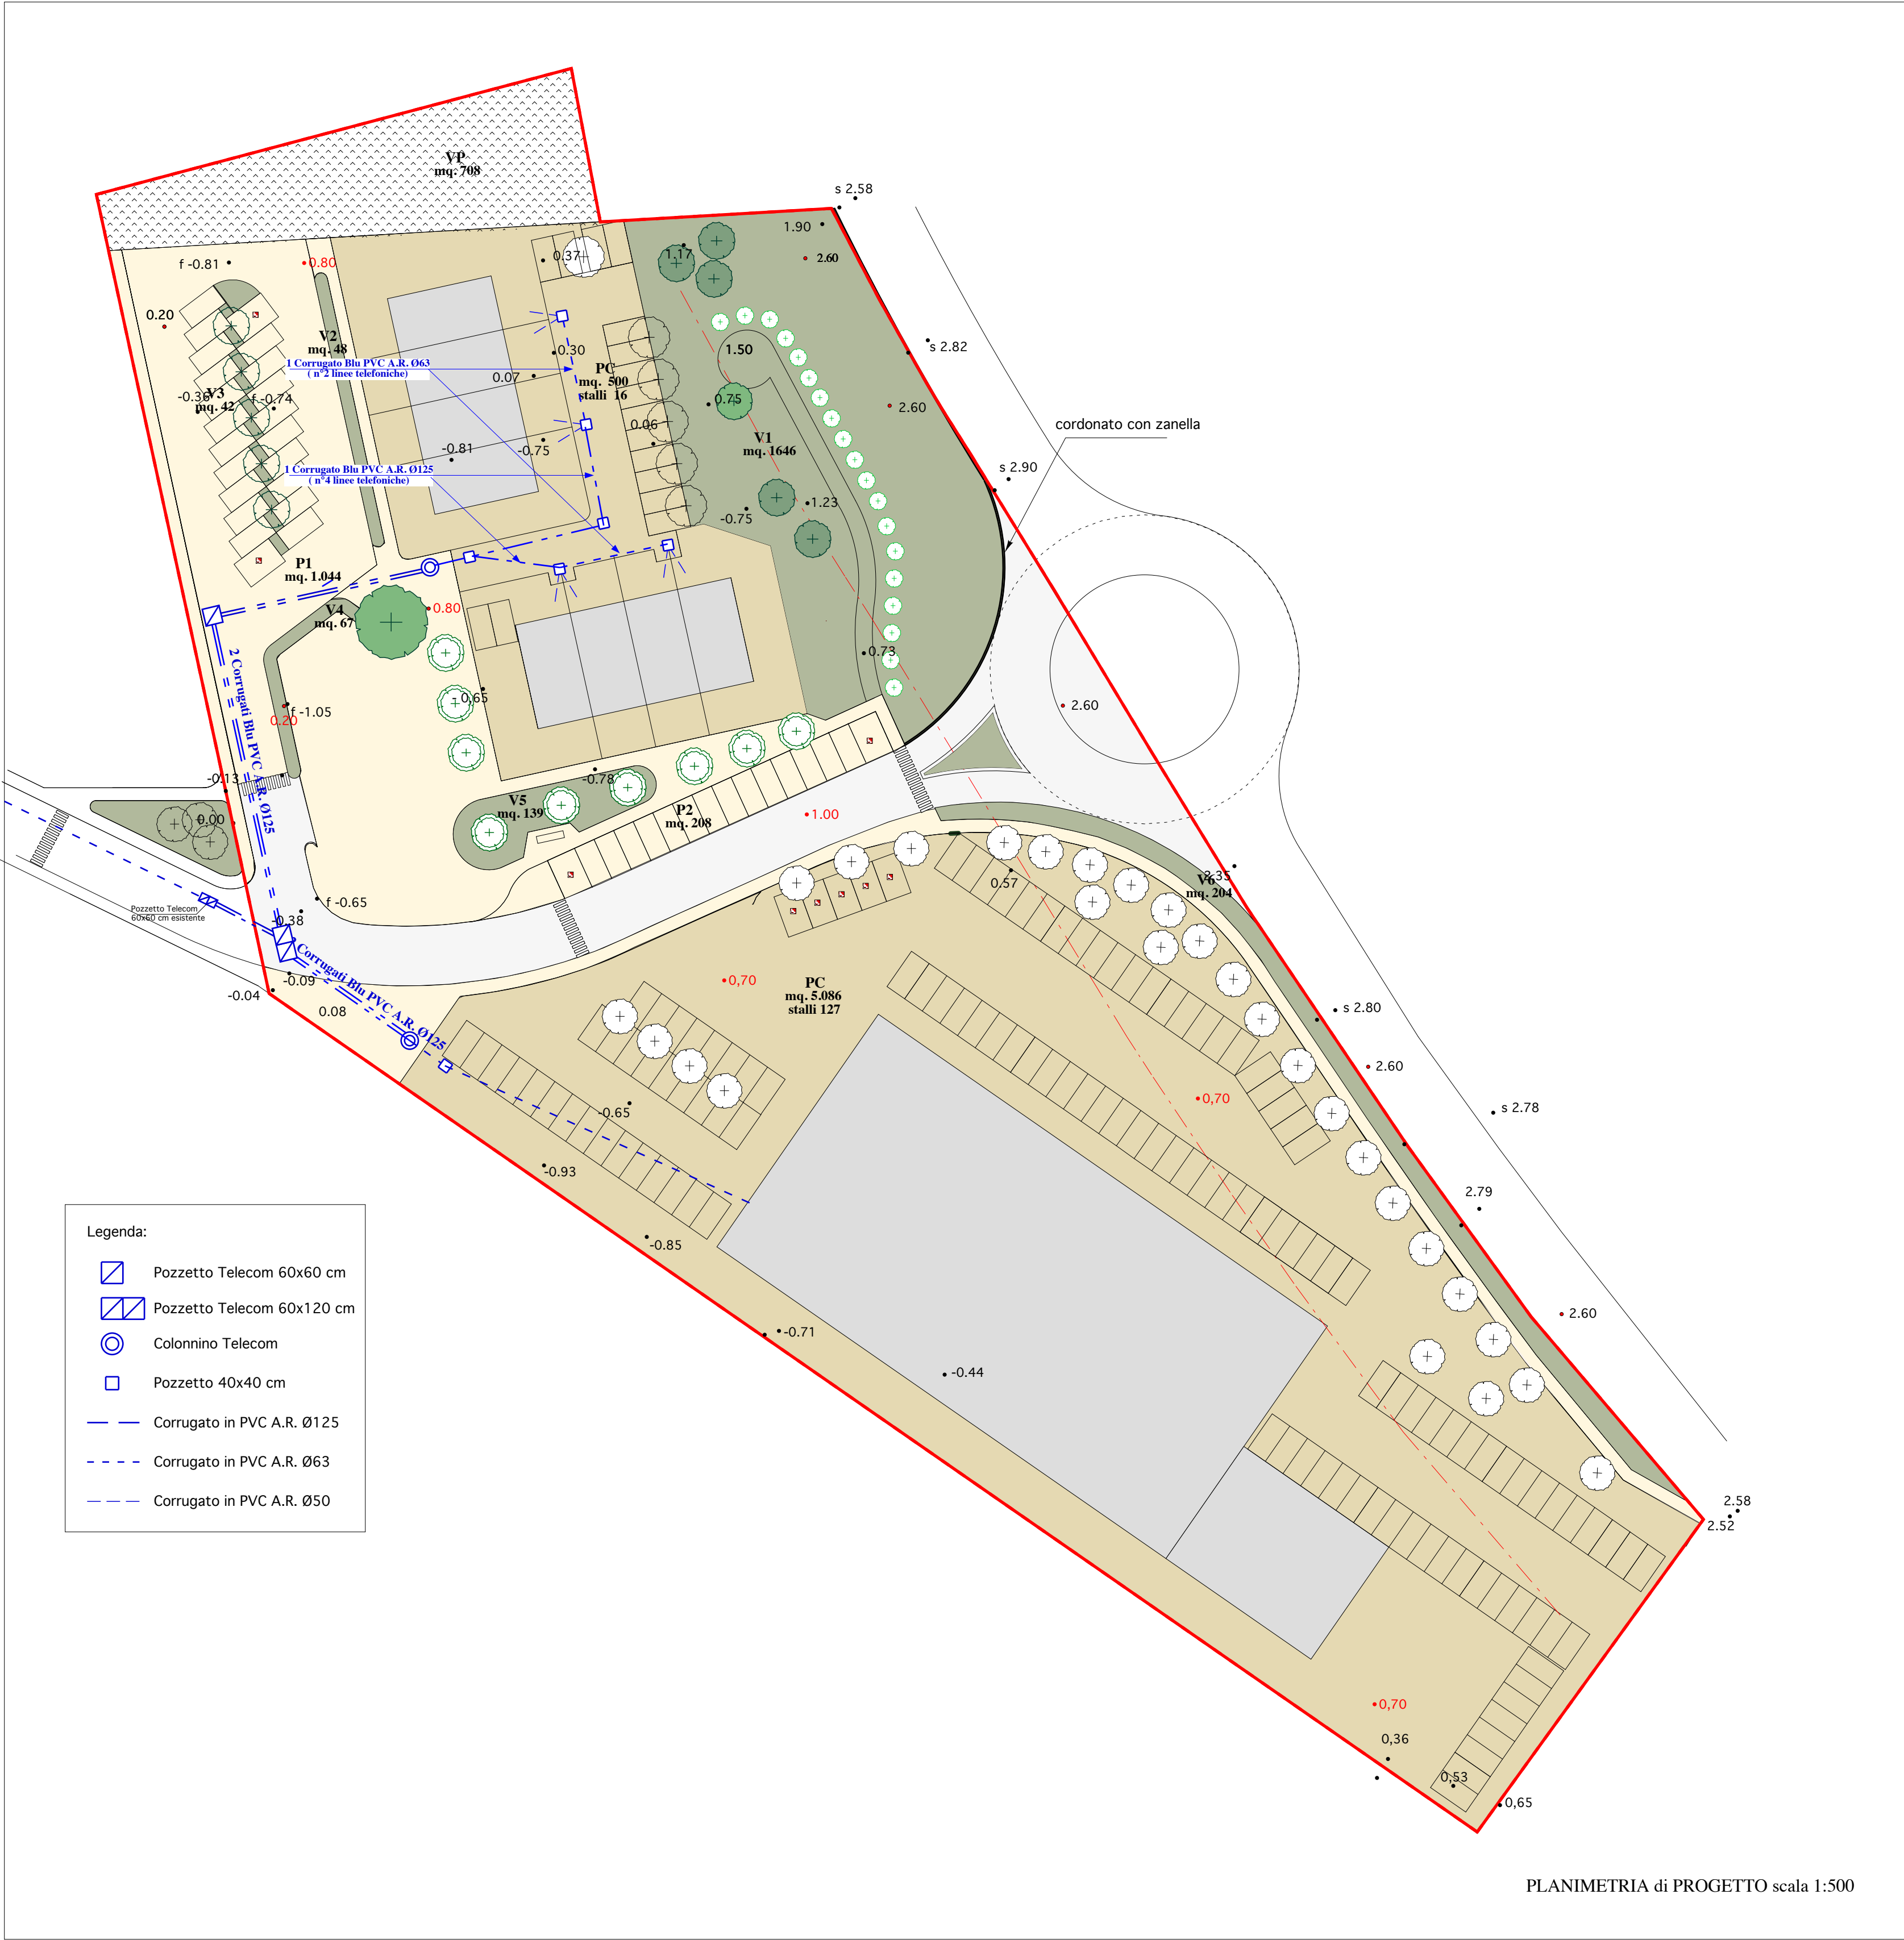 VP
mq. 708
s 2.58
1.90
2.60
1.17
0.37
f -0.81
0.80
0.20
V2
mq. 48
1 Corrugato Blu PVC A.R. Ø63
( n°2 linee telefoniche)
0.30
0.07
PC
mq. 500
stalli 16
1.50
s 2.82
-0.36
V3
mq. 42
f -0.74
0.75
2.60
0.06
V1
mq. 1646
cordonato con zanella
-0.81
-0.75
1 Corrugato Blu PVC A.R. Ø125
( n°4 linee telefoniche)
s 2.90
1.23
-0.75
P1
mq. 1.044
V4
mq. 67
0.80
0.73
2 Corrugati Blu PVC A.R. Ø125
-0,65
f -1.05
0.20
2.60
-0.13
-0.78
V5
mq. 139
P2
mq. 208
1.00
0.00
0.57
2.35
V6
mq. 204
Pozzetto Telecom
60x60 cm esistente
f -0.65
-0.38
2 Corrugati Blu PVC A.R. Ø125
-0.09
-0.04
0.08
0,70
PC
mq. 5.086
stalli 127
s 2.80
2.60
0,70
s 2.78
-0.65
-0.93
2.79
-0.85
2.60
-0.71
-0.44
Legenda:
Pozzetto Telecom 60x60 cm
Pozzetto Telecom 60x120 cm
Colonnino Telecom
Pozzetto 40x40 cm
Corrugato in PVC A.R. Ø125
Corrugato in PVC A.R. Ø63
Corrugato in PVC A.R. Ø50
2.58
2.52
0,70
0,36
0,53
0,65
PLANIMETRIA di PROGETTO scala 1:500